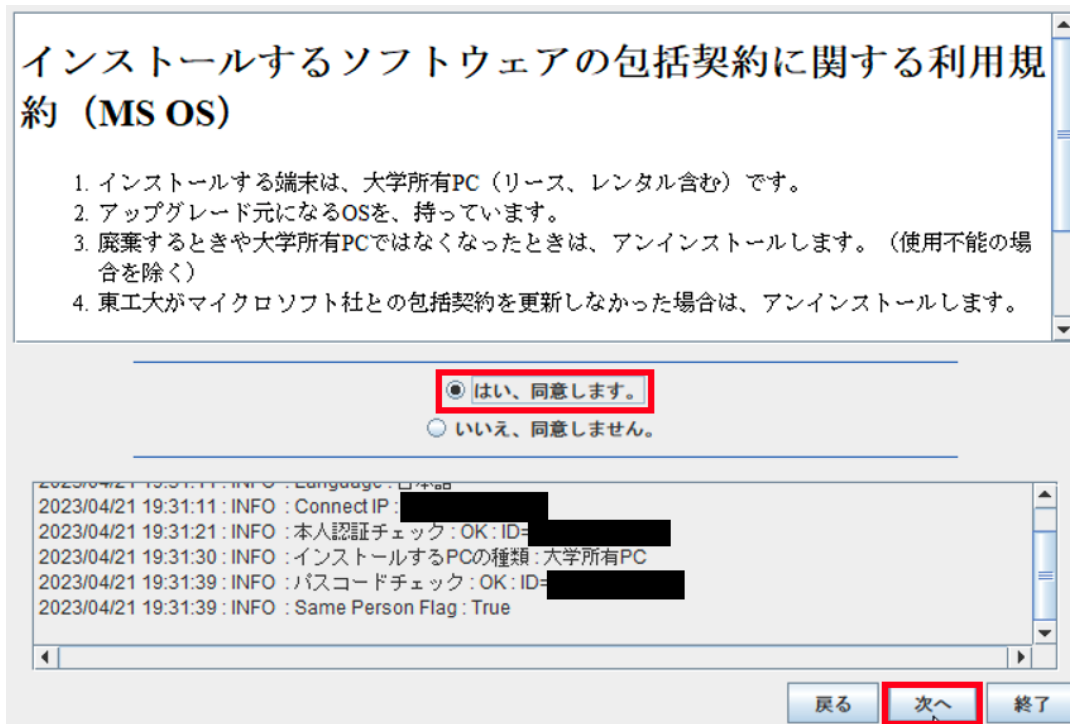 インストールするソフトウェアの包括契約に関する利用規
約（MS OS）
1. インストールする端末は、大学所有PC（リース、レンタル含む）です。
2. アップグレード元になるOSを、持っています。
3. 廃棄するときや大学所有PCではなくなったときは、アンインストールします。（使用不能の場
合を除く）
4. 東工大がマイクロソフト社との包括契約を更新しなかった場合は、アンインストールします。
はい、同意します。
いいえ、同意しません。
2023/04/21 19:31:11 : INFO : Language : 日本語
2023/04/21 19:31:11 : INFO : Connect IP :
2023/04/21 19:31:21 : INFO : 本人認証チェック : OK : ID=
2023/04/21 19:31:30 : INFO : インストールするPCの種類 : 大学所有PC
2023/04/21 19:31:39 : INFO : パスコードチェック : OK : ID=
2023/04/21 19:31:39 : INFO : Same Person Flag : True
戻る 次へ 終了